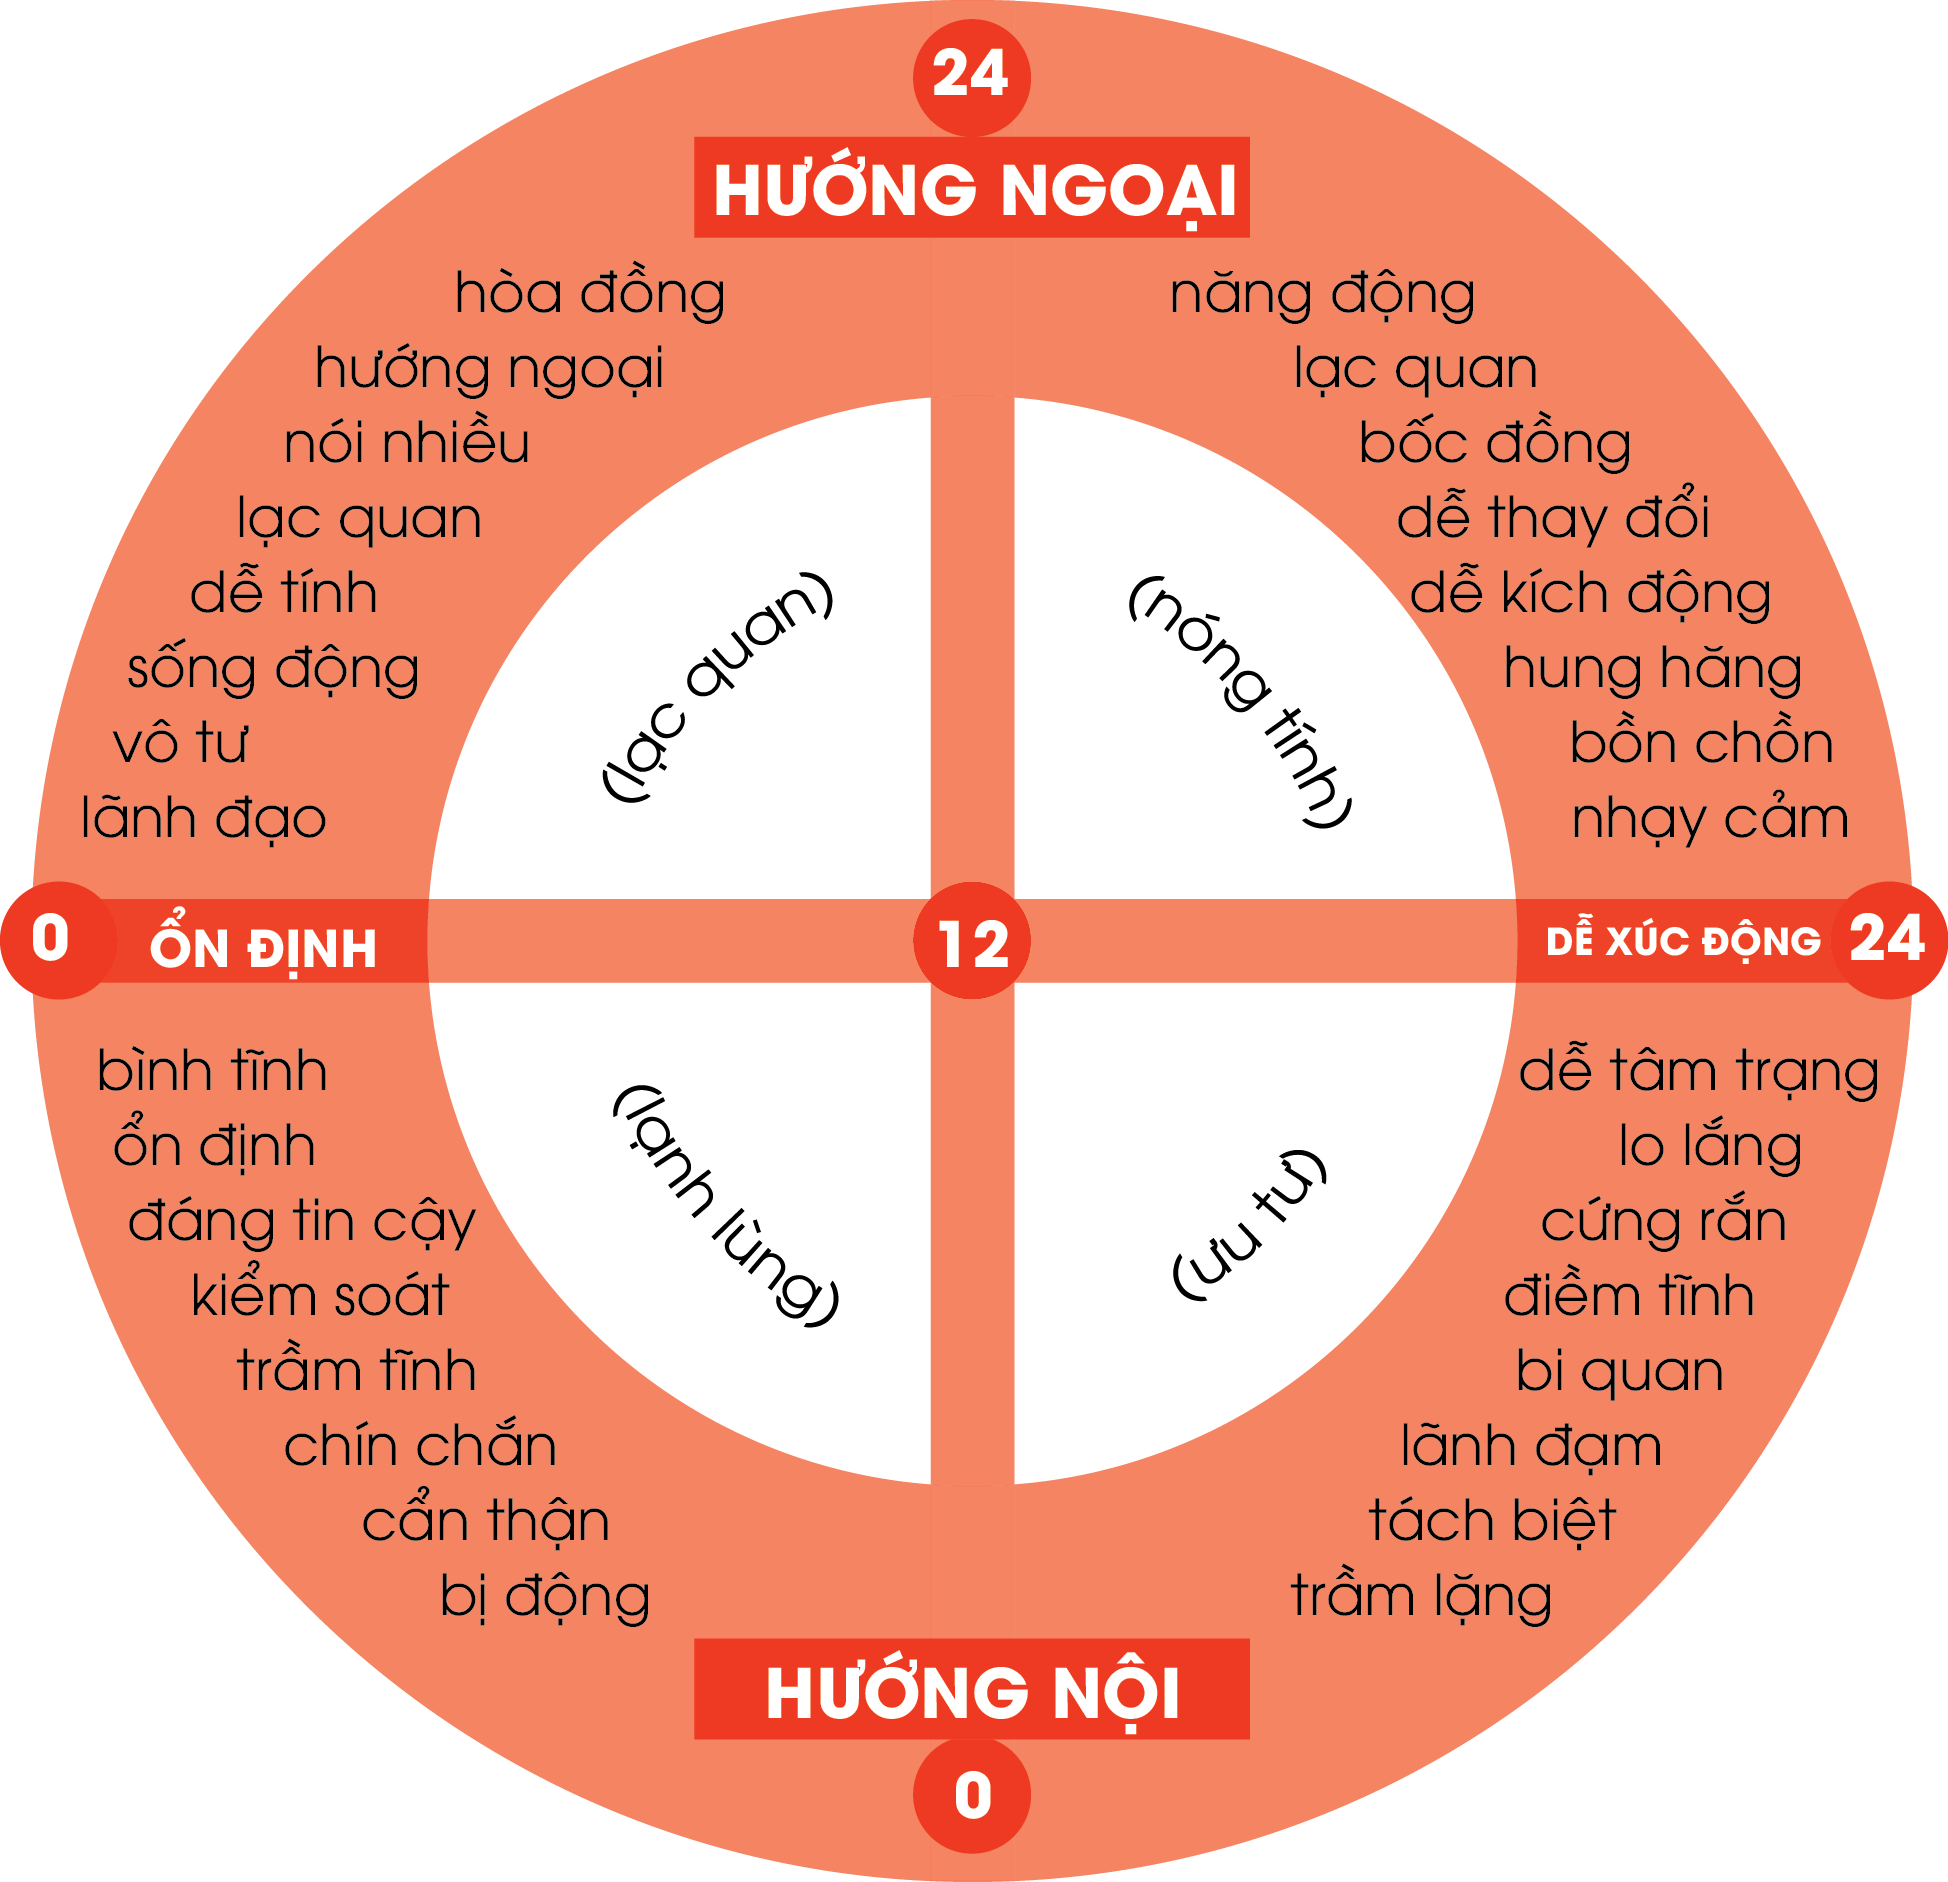 24
HƯỚNG NGOẠI
hòa đồng
hướng ngoại
nói nhiều
lạc quan
dễ tính
sống động
vô tư
lãnh đạo
năng động
lạc quan
bốc đồng
dễ thay đổi
dễ kích động
hung hăng
bồn chồn
nhạy cảm
(lạc quan)
(nóng tính)
0
ỔN ĐỊNH
12
DỄ XÚC ĐỘNG
24
(lạnh lùng)
(ưu tư)
bình tĩnh
ổn định
đáng tin cậy
kiểm soát
trầm tĩnh
chín chắn
cẩn thận
bị động
dễ tâm trạng
lo lắng
cứng rắn
điềm tĩnh
bi quan
lãnh đạm
tách biệt
trầm lặng
HƯỚNG NỘI
0